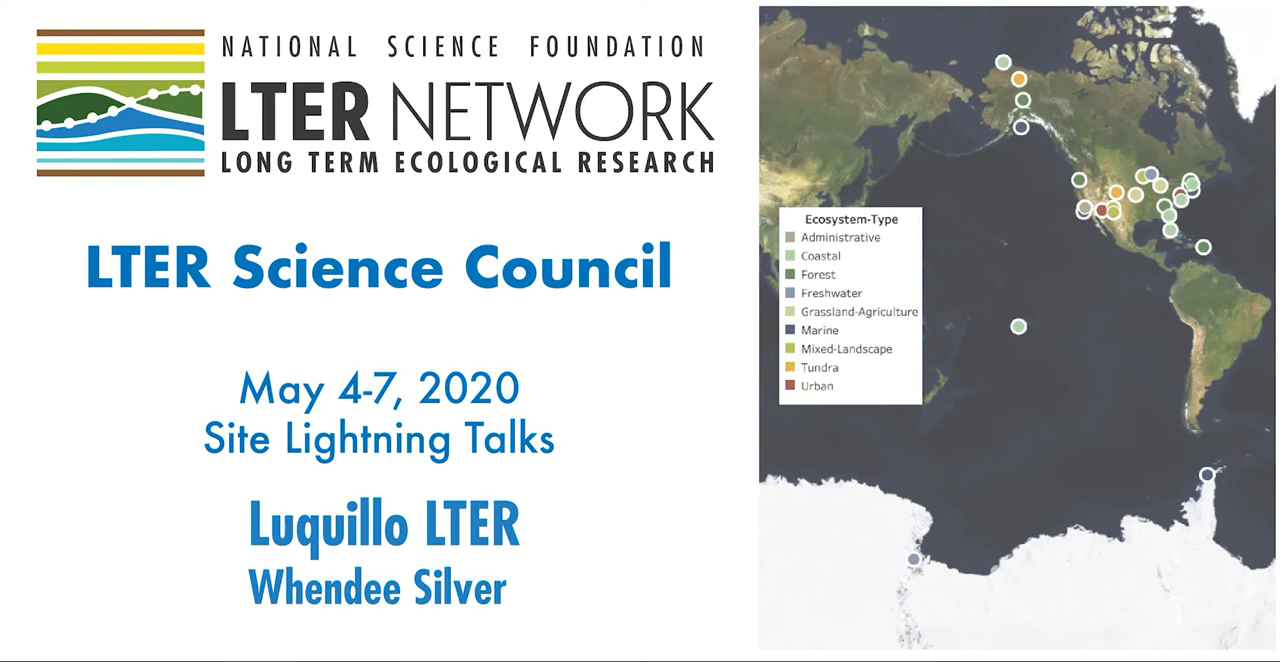 NATIONAL SCIENCE FOUNDATION
LTER NETWORK
LONG TERM ECOLOGICAL RESEARCH
LTER Science Council
May 4-7, 2020
Site Lightning Talks
Luquillo LTER
Whendee Silver
Ecosystem-Type
Administrative
Coastal
Forest
Freshwater
Grassland-Agriculture
Marine
Mixed-Landscape
Tundra
Urban